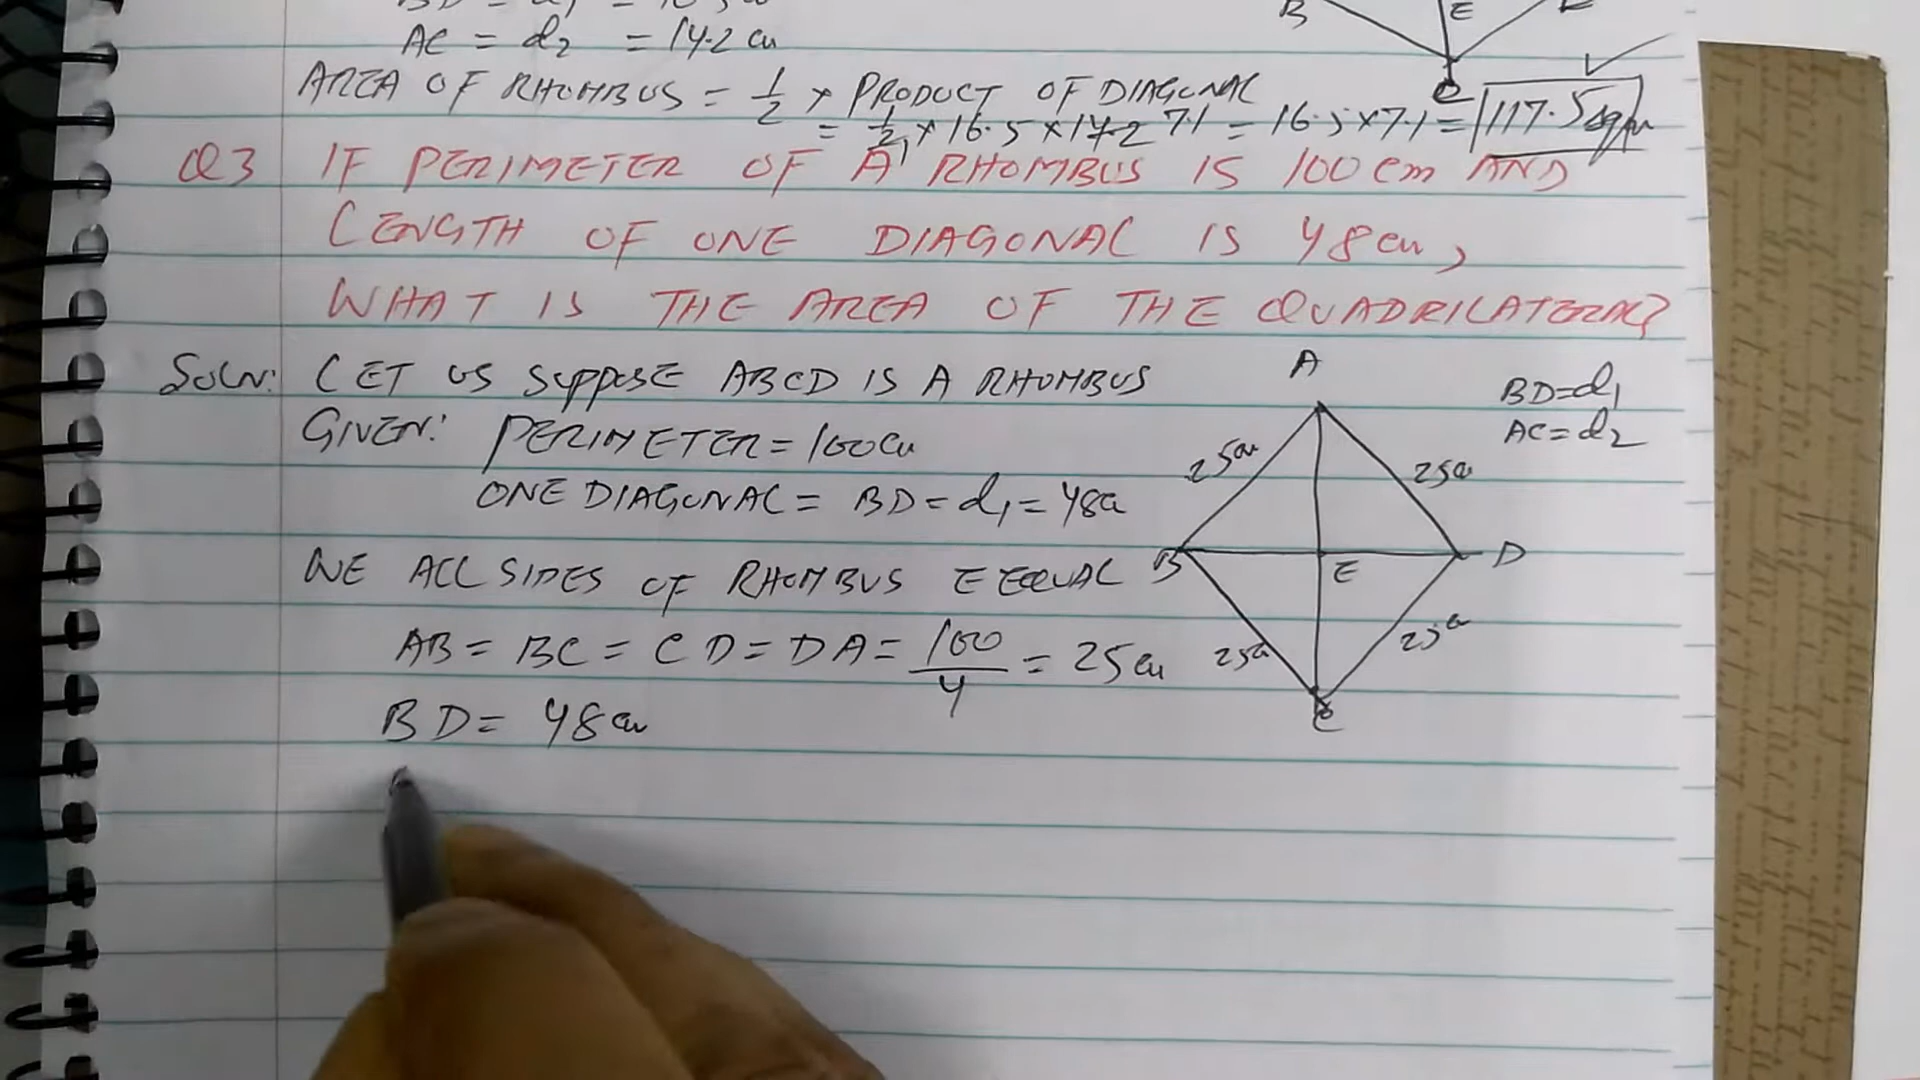 AC = d2 = 14.2 cm
B E
AREA OF RHOMBUS = 1/2 × PRODUCT OF DIAGONAL
= 1/2 × 16.5 × 14.2 7.1 = 16.5 × 7.1 = 117.5 sq cm
Q3 IF PERIMETER OF A RHOMBUS IS 100 cm AND
LENGTH OF ONE DIAGONAL IS 48 cm,
WHAT IS THE AREA OF THE QUADRILATERAL?
SOLN: LET US SUPPOSE ABCD IS A RHOMBUS
GIVEN: PERIMETER = 100 cm
ONE DIAGONAL = BD = d1 = 48 cm
WE ALL SIDES OF RHOMBUS E EQUAL
AB = BC = CD = DA = 100/4 = 25 cm
BD = 48 cm
A
BD = d1
AC = d2
25 cm
25 cm
B
E
D
25 cm
25 cm
C